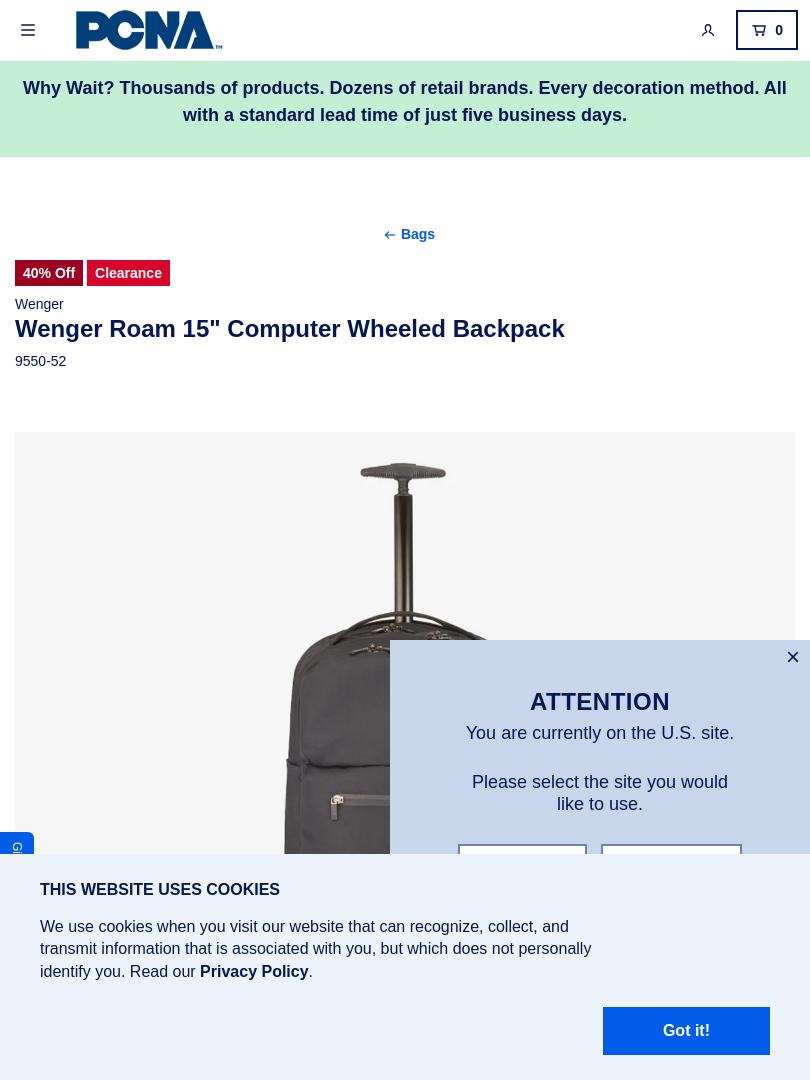 PCNA™
0
Why Wait? Thousands of products. Dozens of retail brands. Every decoration method. All
with a standard lead time of just five business days.
Bags
40% Off Clearance
Wenger
Wenger Roam 15" Computer Wheeled Backpack
9550-52
ATTENTION
You are currently on the U.S. site.
Please select the site you would
like to use.
THIS WEBSITE USES COOKIES
We use cookies when you visit our website that can recognize, collect, and
transmit information that is associated with you, but which does not personally
identify you. Read our Privacy Policy.
Got it!